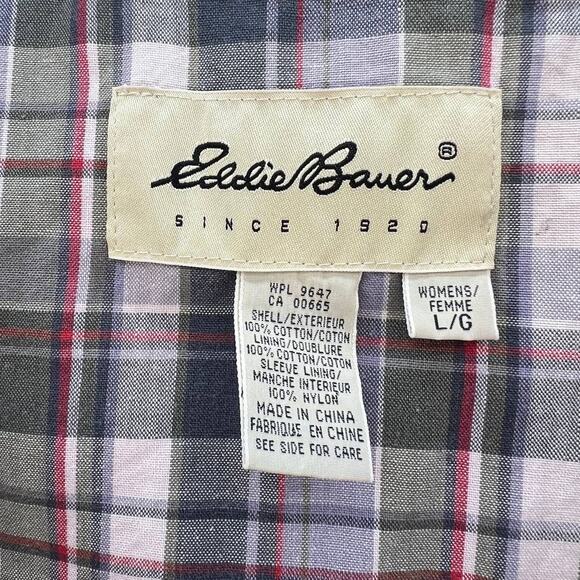 Eddie Bauer®
SINCE 1920
WPL 9647
CA 00665
SHELL/EXTERIEUR
100% COTTON/COTON
LINING/DOUBLURE
100% COTTON/COTON
SLEEVE LINING/
MANCHE INTERIEUR
100% NYLON
MADE IN CHINA
FABRIQUE EN CHINE
SEE SIDE FOR CARE
WOMENS/
FEMME
L/G